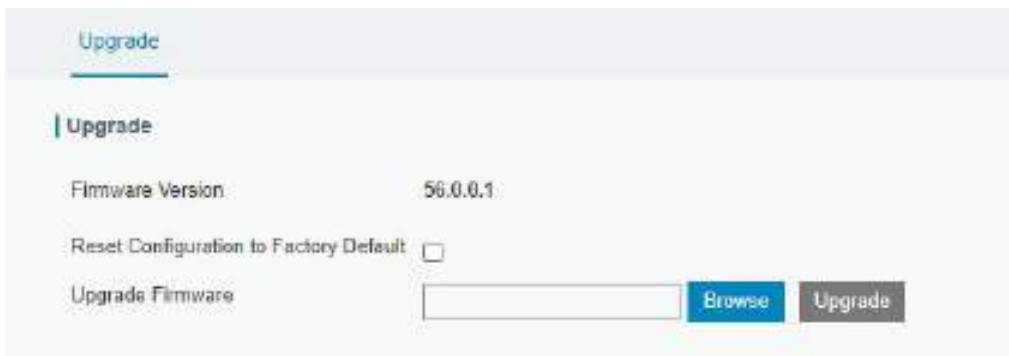 Upgrade
Upgrade
Firmware Version 56.0.0.1
Reset Configuration to Factory Default
Upgrade Firmware Browse Upgrade